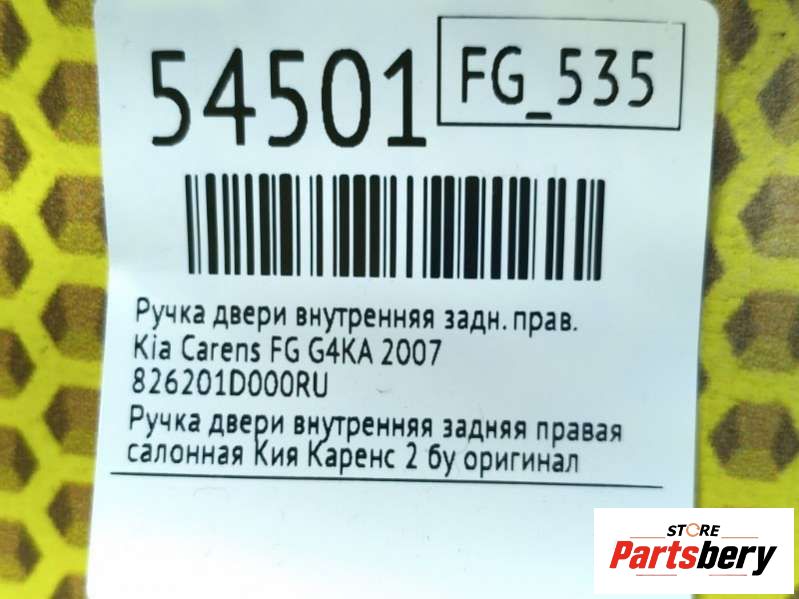 54501
FG_535
Ручка двери внутренняя задн. прав.
Kia Carens FG G4KA 2007
826201D000RU
Ручка двери внутренняя задняя правая
салонная Кия Каренс 2 бу оригинал
STORE
Partsbery